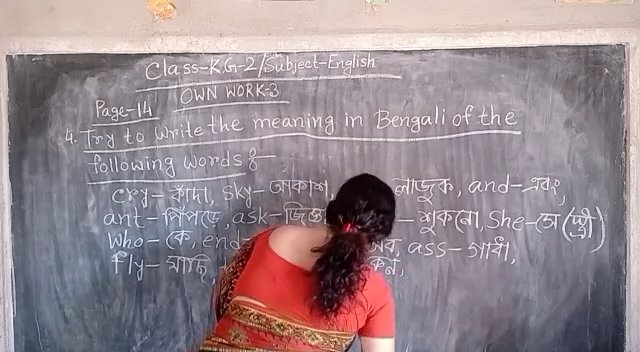 Class-K.G-2/Subject-English
OWN WORK-3
Page-14
4. Try to write the meaning in Bengali of the
following words :-
cry- কাঁদা, sky- আকাশ, লাজুক, and-এবং,
ant- পিঁপড়ে, ask- - শুকনো, She-সে (স্ত্রী)
who- কে, end- ass- গাধা,
fly- মাছি,